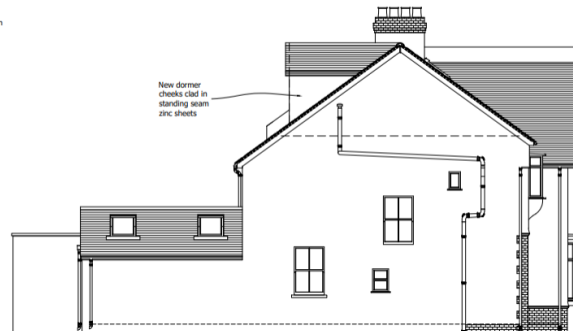 New dormer
cheeks clad in
standing seam
zinc sheets